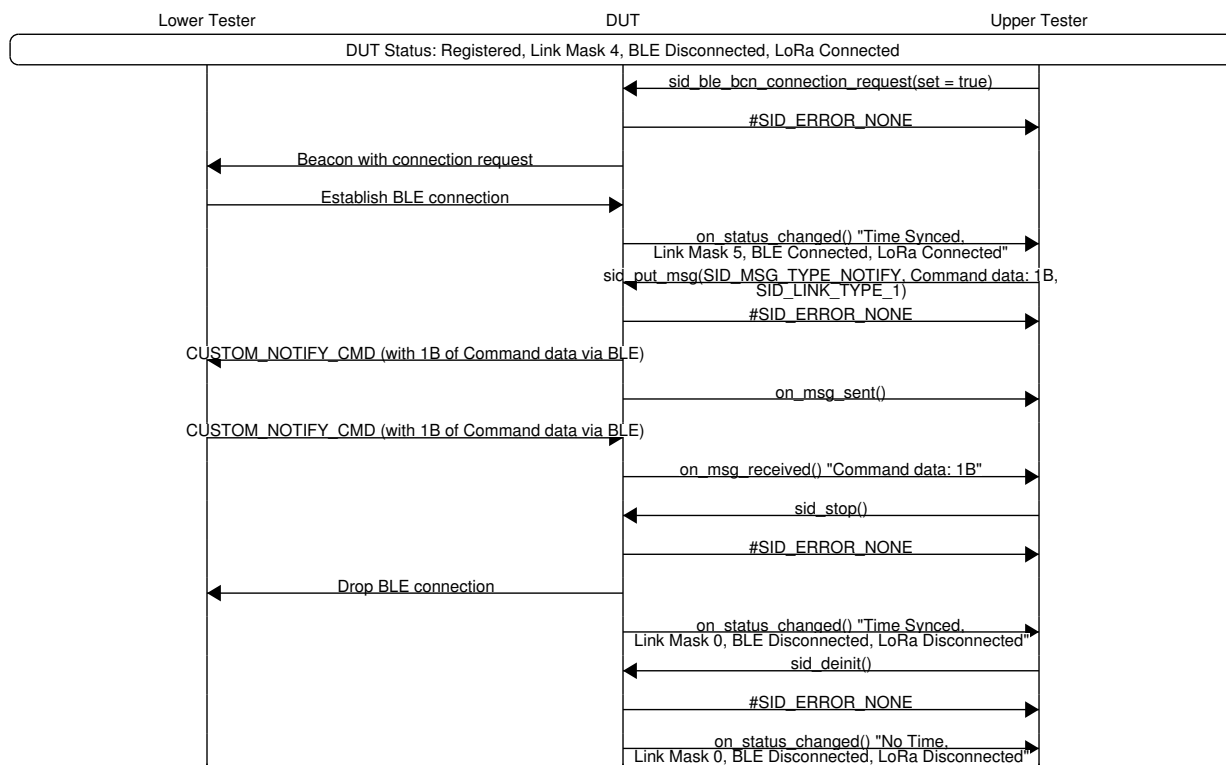 Lower Tester DUT Upper Tester
DUT Status: Registered, Link Mask 4, BLE Disconnected, LoRa Connected
sid_ble_bcn_connection_request(set = true)
#SID_ERROR_NONE
Beacon with connection request
Establish BLE connection
on_status_changed() "Time Synced,
Link Mask 5, BLE Connected, LoRa Connected"
sid_put_msg(SID_MSG_TYPE_NOTIFY, Command data: 1B,
SID_LINK_TYPE_1)
#SID_ERROR_NONE
CUSTOM_NOTIFY_CMD (with 1B of Command data via BLE)
on_msg_sent()
CUSTOM_NOTIFY_CMD (with 1B of Command data via BLE)
on_msg_received() "Command data: 1B"
sid_stop()
#SID_ERROR_NONE
Drop BLE connection
on_status_changed() "Time Synced,
Link Mask 0, BLE Disconnected, LoRa Disconnected"
sid_deinit()
#SID_ERROR_NONE
on_status_changed() "No Time,
Link Mask 0, BLE Disconnected, LoRa Disconnected"